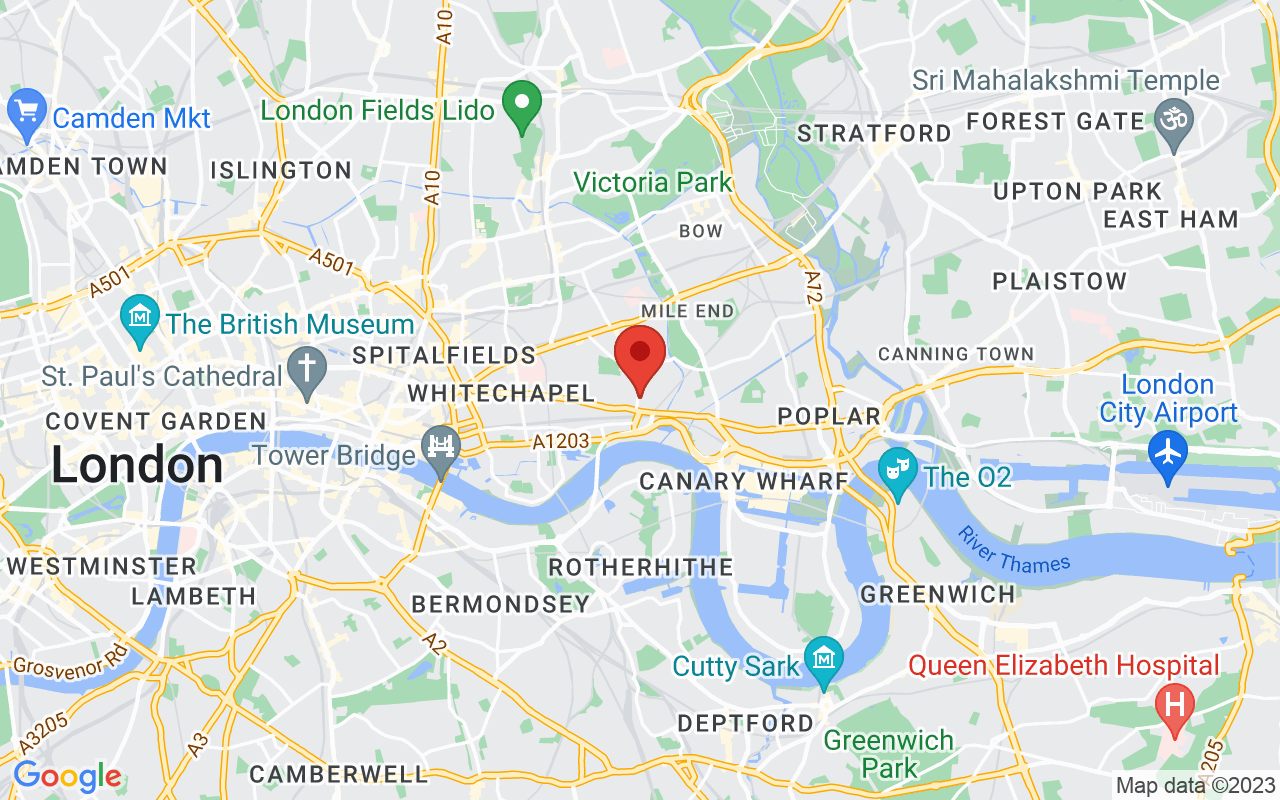 A10
Sri Mahalakshmi Temple
London Fields Lido
Camden Mkt
STRATFORD
FOREST GATE
AMDEN TOWN
ISLINGTON
A10
Victoria Park
UPTON PARK
EAST HAM
BOW
A501
A501
A12
PLAISTOW
MILE END
The British Museum
SPITALFIELDS
CANNING TOWN
St. Paul's Cathedral
WHITECHAPEL
London
City Airport
COVENT GARDEN
POPLAR
A1203
London
Tower Bridge
CANARY WHARF
The O2
River Thames
WESTMINSTER
ROTHERHITHE
LAMBETH
BERMONDSEY
GREENWICH
A2
Grosvenor Rd
Cutty Sark
Queen Elizabeth Hospital
A3205
A3
DEPTFORD
Greenwich
Park
A205
CAMBERWELL
Google
Map data ©2023